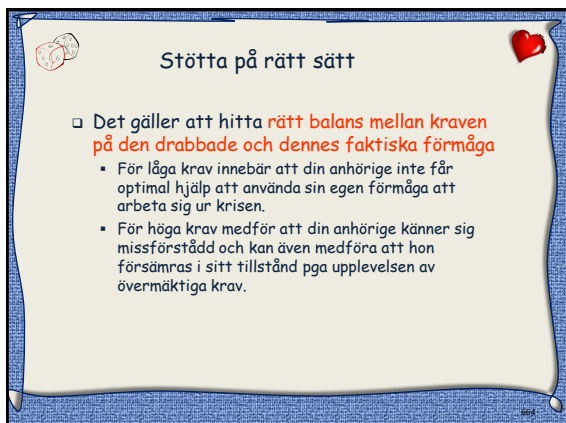 Stötta på rätt sätt
Det gäller att hitta rätt balans mellan kraven
på den drabbade och dennes faktiska förmåga
För låga krav innebär att din anhörige inte får
optimal hjälp att använda sin egen förmåga att
arbeta sig ur krisen.
För höga krav medför att din anhörige känner sig
missförstådd och kan även medföra att hon
försämras i sitt tillstånd pga upplevelsen av
övermäktiga krav.
664